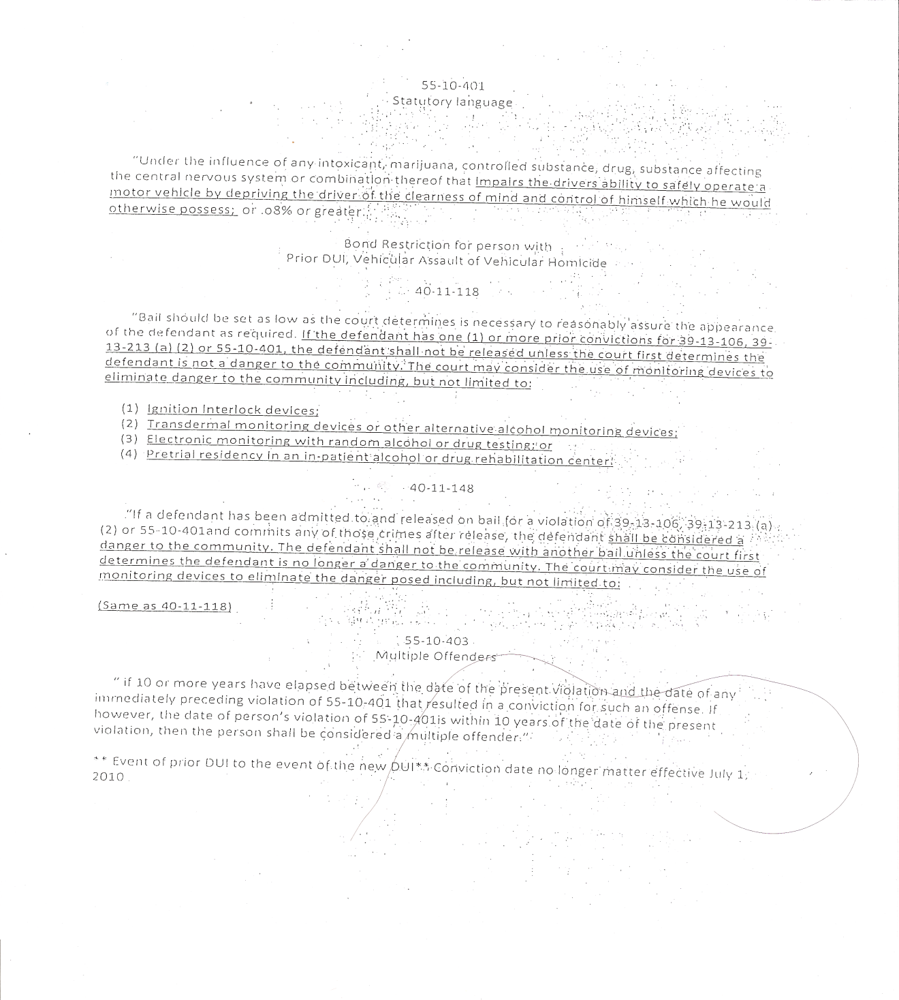 55-10-401
Statutory language
"Under the influence of any intoxicant, marijuana, controlled substance, drug, substance affecting
the central nervous system or combination thereof that Impairs the drivers ability to safely operate a
motor vehicle by depriving the driver of the clearness of mind and control of himself which he would
otherwise possess; or .08% or greater.
Bond Restriction for person with
Prior DUI, Vehicular Assault of Vehicular Homicide
40-11-118
"Bail should be set as low as the court determines is necessary to reasonably assure the appearance
of the defendant as required. If the defendant has one (1) or more prior convictions for 39-13-106, 39-
13-213 (a) (2) or 55-10-401, the defendant shall not be released unless the court first determines the
defendant is not a danger to the community. The court may consider the use of monitoring devices to
eliminate danger to the community including, but not limited to:
(1) Ignition Interlock devices;
(2) Transdermal monitoring devices or other alternative alcohol monitoring devices;
(3) Electronic monitoring with random alcohol or drug testing; or
(4) Pretrial residency in an in-patient alcohol or drug rehabilitation center.
40-11-148
"If a defendant has been admitted to and released on bail for a violation of 39-13-106, 39-13-213 (a)
(2) or 55-10-401and commits any of those crimes after release, the defendant shall be considered a
danger to the community. The defendant shall not be release with another bail unless the court first
determines the defendant is no longer a danger to the community. The court may consider the use of
monitoring devices to eliminate the danger posed including, but not limited to:
(Same as 40-11-118)
55-10-403
Multiple Offenders
" if 10 or more years have elapsed between the date of the present violation and the date of any
immediately preceding violation of 55-10-401 that resulted in a conviction for such an offense. If
however, the date of person's violation of 55-10-401is within 10 years of the date of the present
violation, then the person shall be considered a multiple offender."
** Event of prior DUI to the event of the new DUI** Conviction date no longer matter effective July 1,
2010